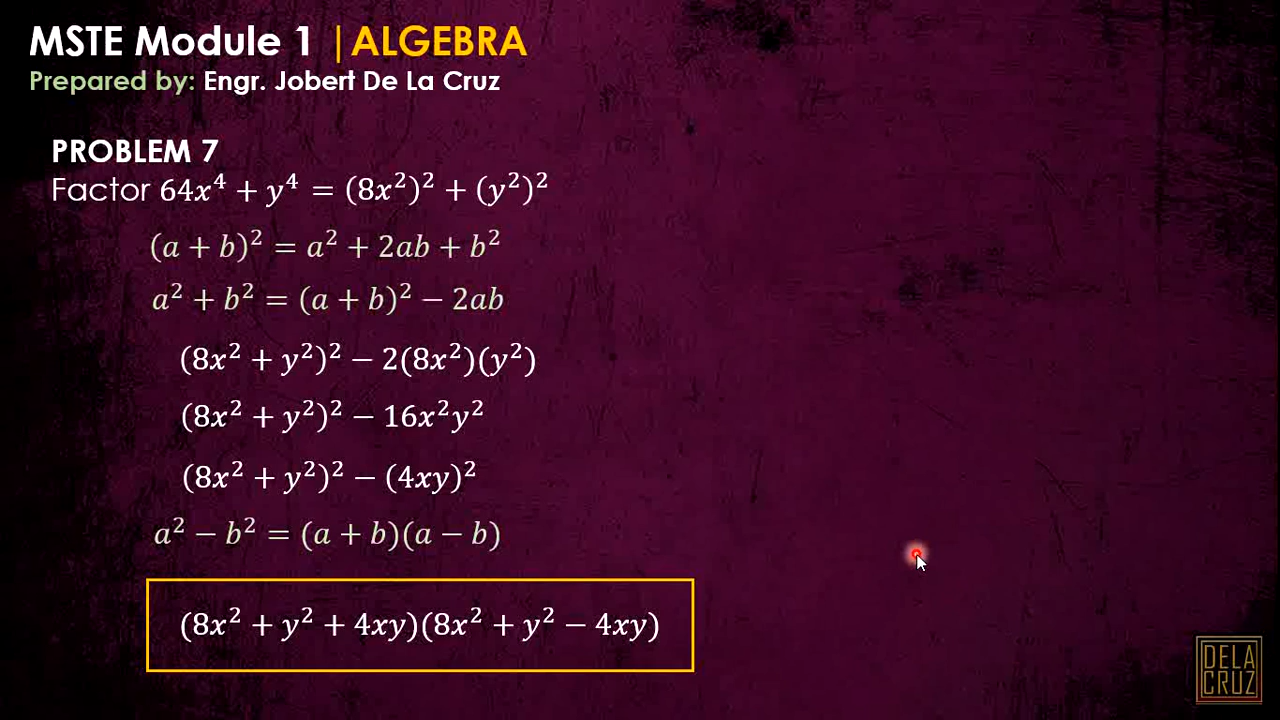 MSTE Module 1 |ALGEBRA
Prepared by: Engr. Jobert De La Cruz
PROBLEM 7
Factor 64x⁴ + y⁴ = (8x²)² + (y²)²
(a + b)² = a² + 2ab + b²
a² + b² = (a + b)² − 2ab
(8x² + y²)² − 2(8x²)(y²)
(8x² + y²)² − 16x²y²
(8x² + y²)² − (4xy)²
a² − b² = (a + b)(a − b)
(8x² + y² + 4xy)(8x² + y² − 4xy)
DELA
CRUZ